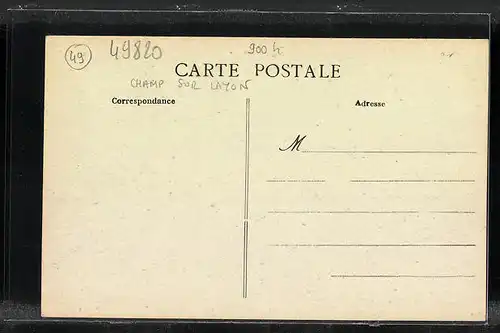 49 49820 900 h
CARTE POSTALE
CHAMP SUR LAYON
Correspondance Adresse
M